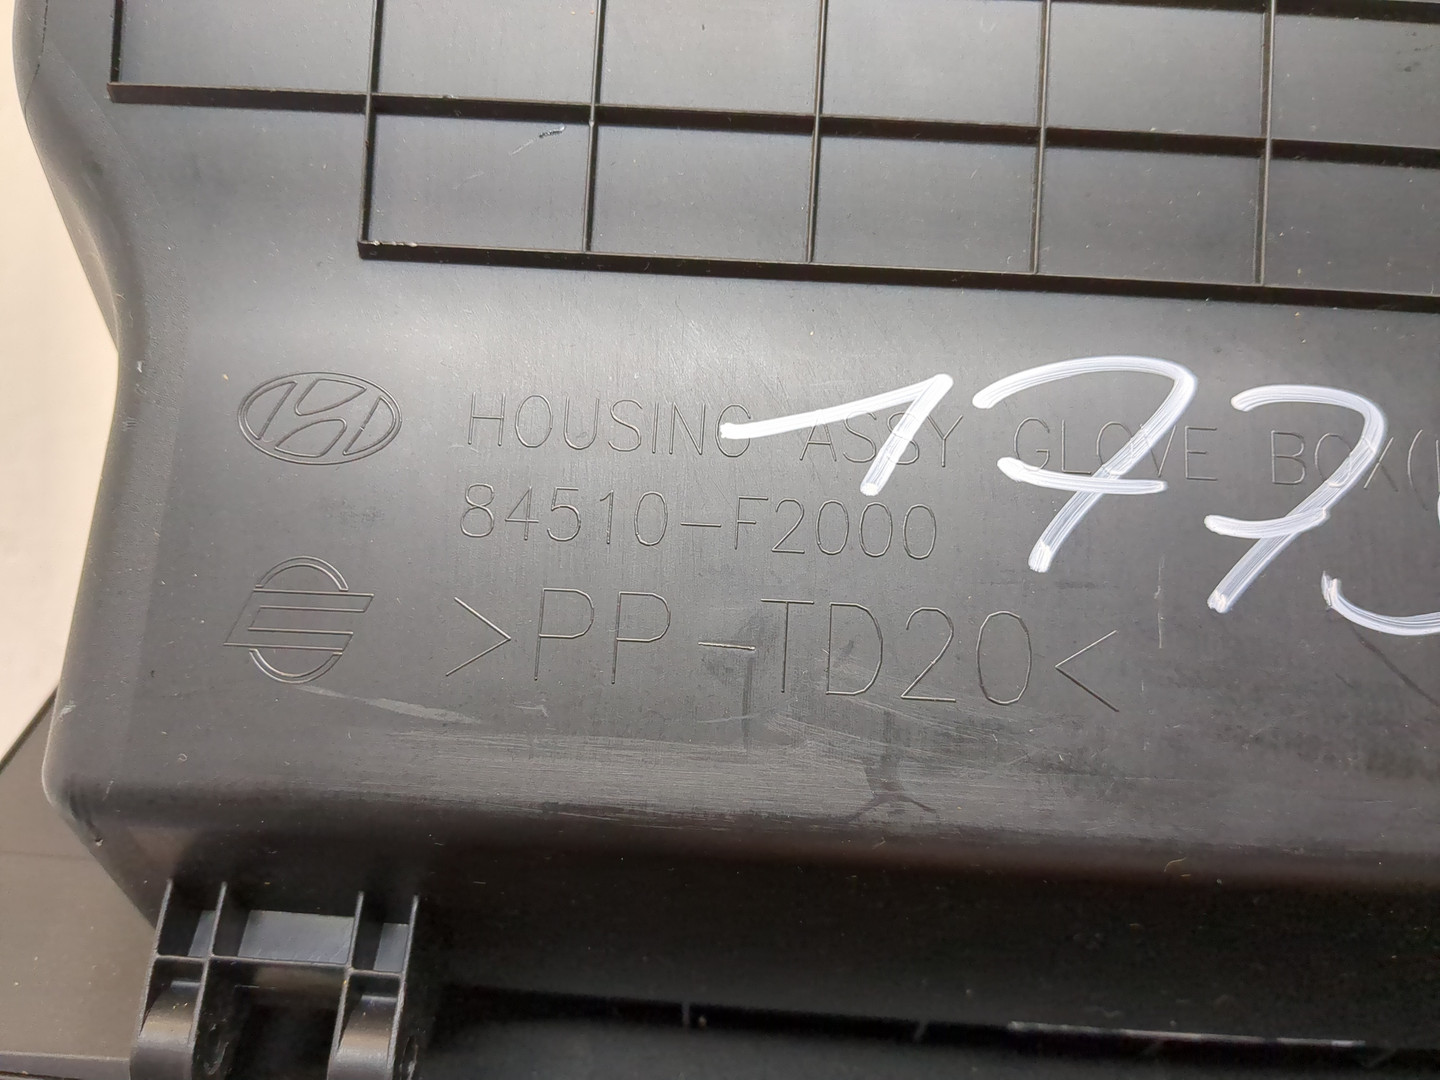 HOUSING ASSY GLOVE BOX(
84510-F2000
>PP-TD20<
177